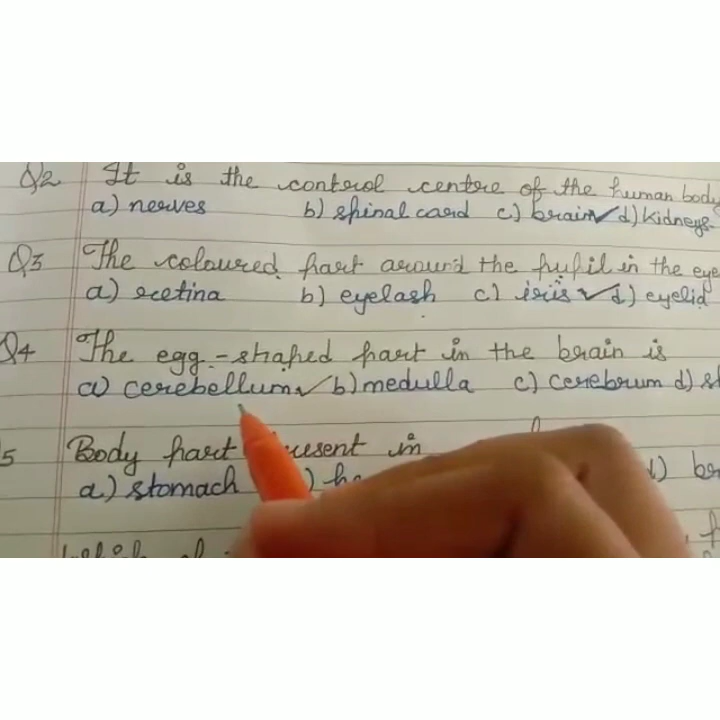 Q2 It is the control centre of the human body
a) nerves b) spinal cord c) brain✓ d) kidneys
Q3 The coloured part around the pupil in the eye
a) retina b) eyelash c) iris ✓ d) eyelid
Q4 The egg-shaped part in the brain is
a) cerebellum✓ b) medulla c) cerebrum d)
5 Body part present in
a) stomach